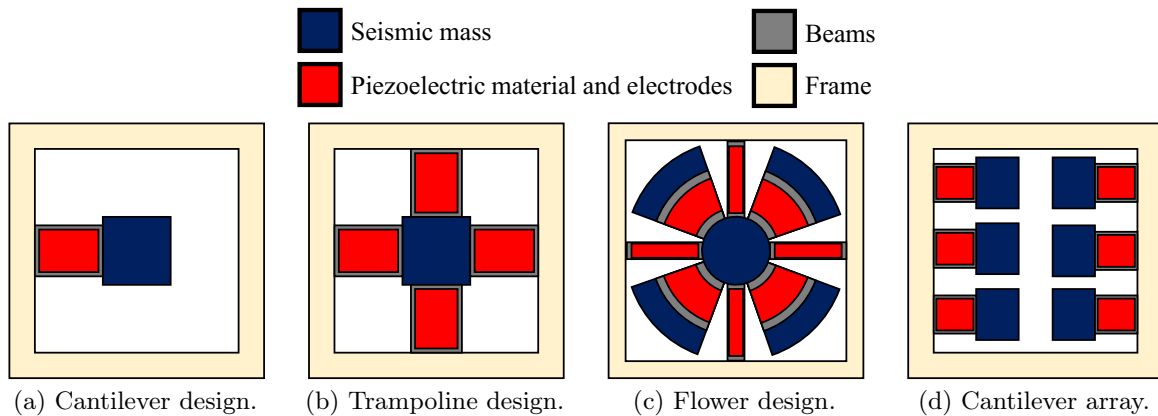 Seismic mass
Beams
Piezoelectric material and electrodes
Frame
(a) Cantilever design.
(b) Trampoline design.
(c) Flower design.
(d) Cantilever array.